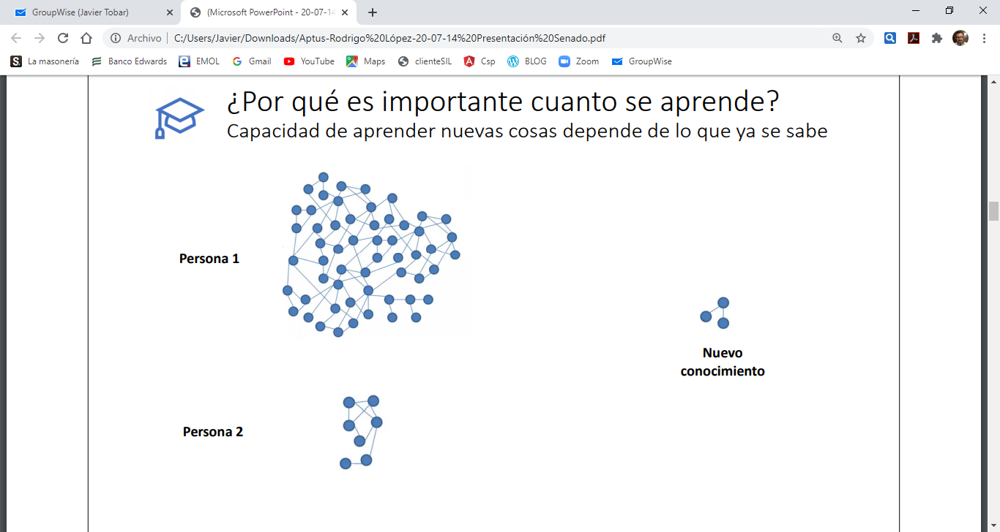 GroupWise (Javier Tobar)
(Microsoft PowerPoint - 20-07-14
Archivo
C:/Users/Javier/Downloads/Aptus-Rodrigo%20López-20-07-14%20Presentación%20Senado.pdf
La masonería Banco Edwards EMOL Gmail YouTube Maps clienteSIL Csp BLOG Zoom GroupWise
¿Por qué es importante cuanto se aprende?
Capacidad de aprender nuevas cosas depende de lo que ya se sabe
Persona 1
Nuevo
conocimiento
Persona 2